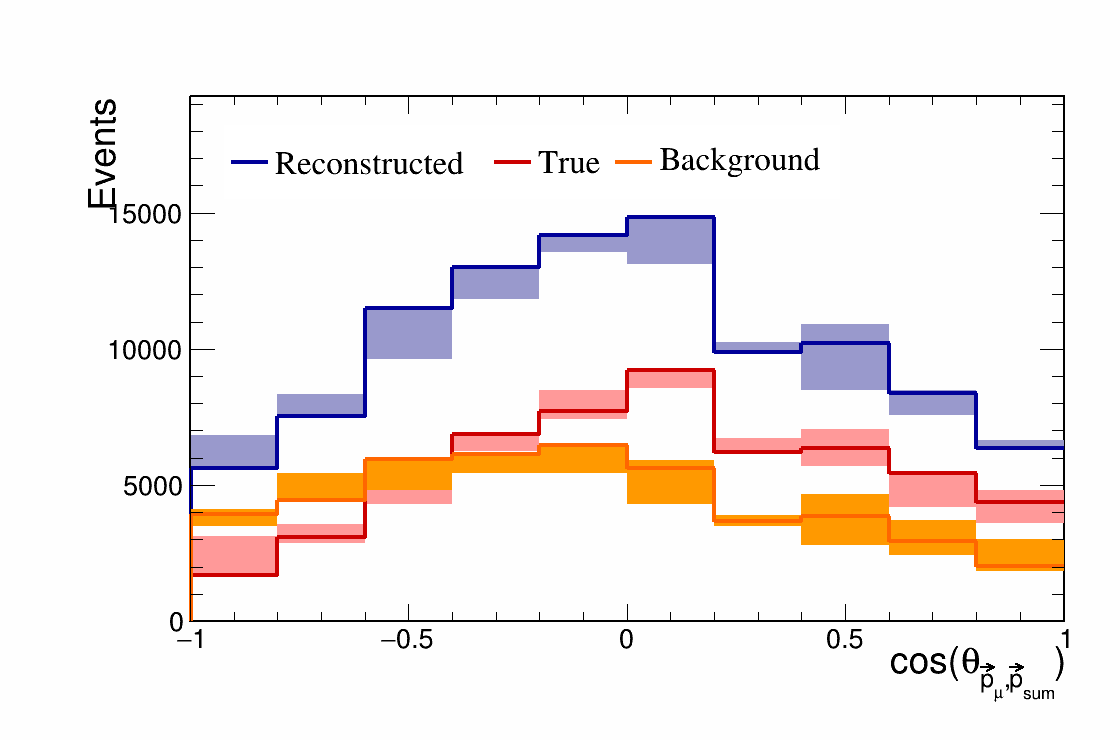 Events
Reconstructed True Background
15000
10000
5000
0
−1 −0.5 0 0.5 1
cos(θ p⃗μ,p⃗sum)